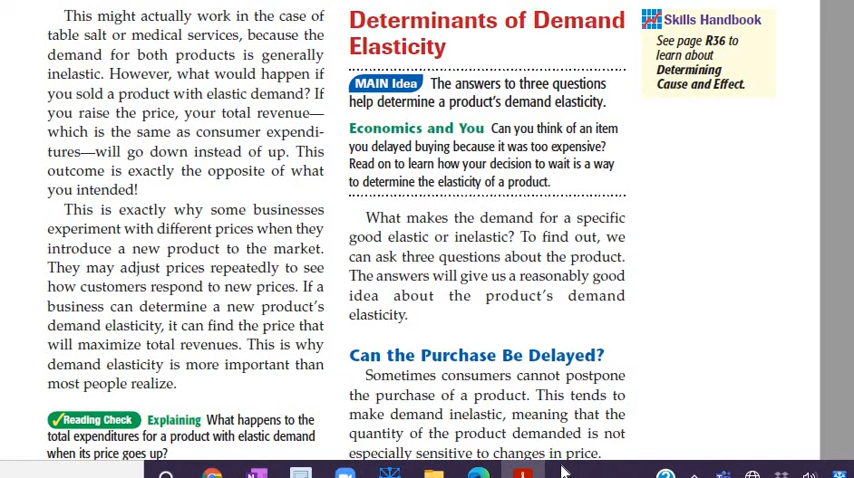 This might actually work in the case of
table salt or medical services, because the
demand for both products is generally
inelastic. However, what would happen if
you sold a product with elastic demand? If
you raise the price, your total revenue—
which is the same as consumer expendi-
tures—will go down instead of up. This
outcome is exactly the opposite of what
you intended!
This is exactly why some businesses
experiment with different prices when they
introduce a new product to the market.
They may adjust prices repeatedly to see
how customers respond to new prices. If a
business can determine a new product's
demand elasticity, it can find the price that
will maximize total revenues. This is why
demand elasticity is more important than
most people realize.
Reading Check Explaining What happens to the
total expenditures for a product with elastic demand
when its price goes up?
Determinants of Demand
Elasticity
MAIN Idea The answers to three questions
help determine a product's demand elasticity.
Economics and You Can you think of an item
you delayed buying because it was too expensive?
Read on to learn how your decision to wait is a way
to determine the elasticity of a product.
What makes the demand for a specific
good elastic or inelastic? To find out, we
can ask three questions about the product.
The answers will give us a reasonably good
idea about the product's demand
elasticity.
Can the Purchase Be Delayed?
Sometimes consumers cannot postpone
the purchase of a product. This tends to
make demand inelastic, meaning that the
quantity of the product demanded is not
especially sensitive to changes in price.
Skills Handbook
See page R36 to
learn about
Determining
Cause and Effect.